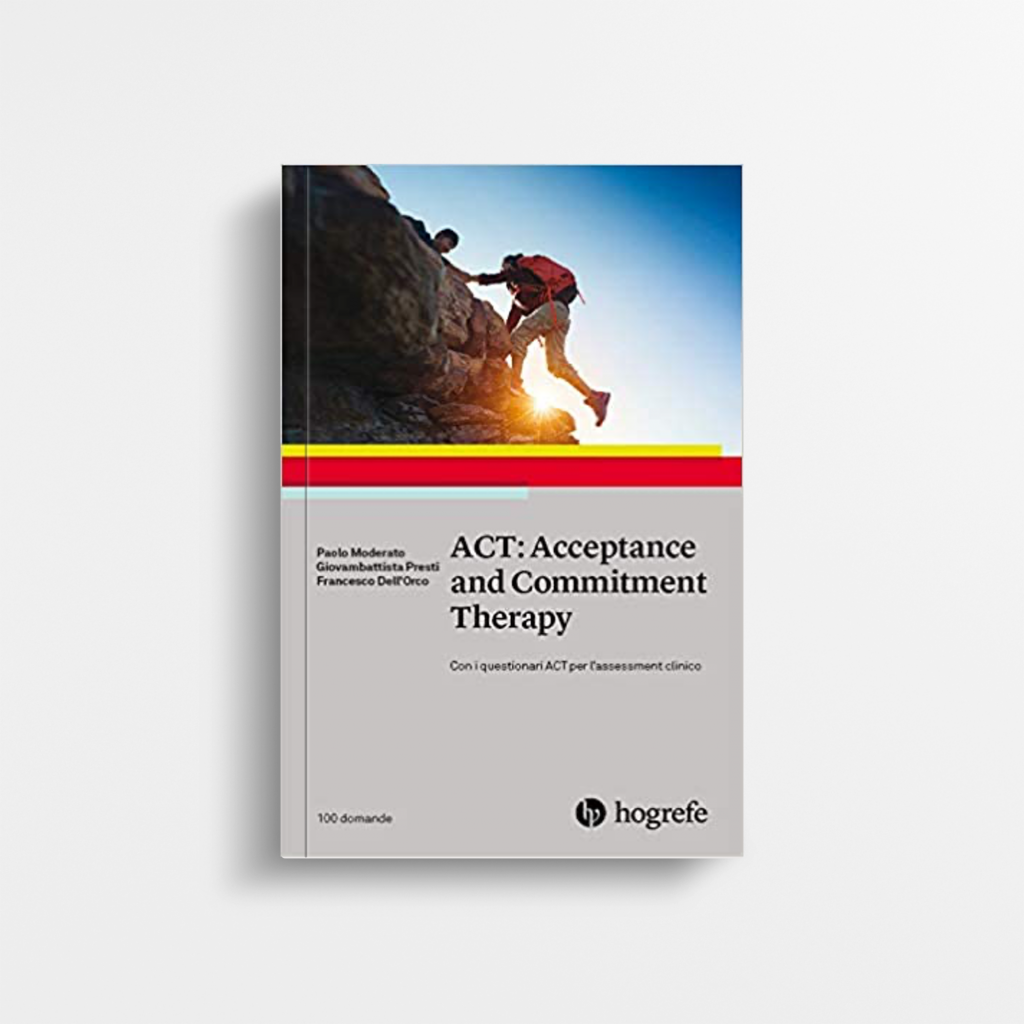 Paolo Moderato
Giovambattista Presti
Francesco Dell'Orco
ACT: Acceptance
and Commitment
Therapy
Con i questionari ACT per l'assessment clinico
100 domande
hogrefe